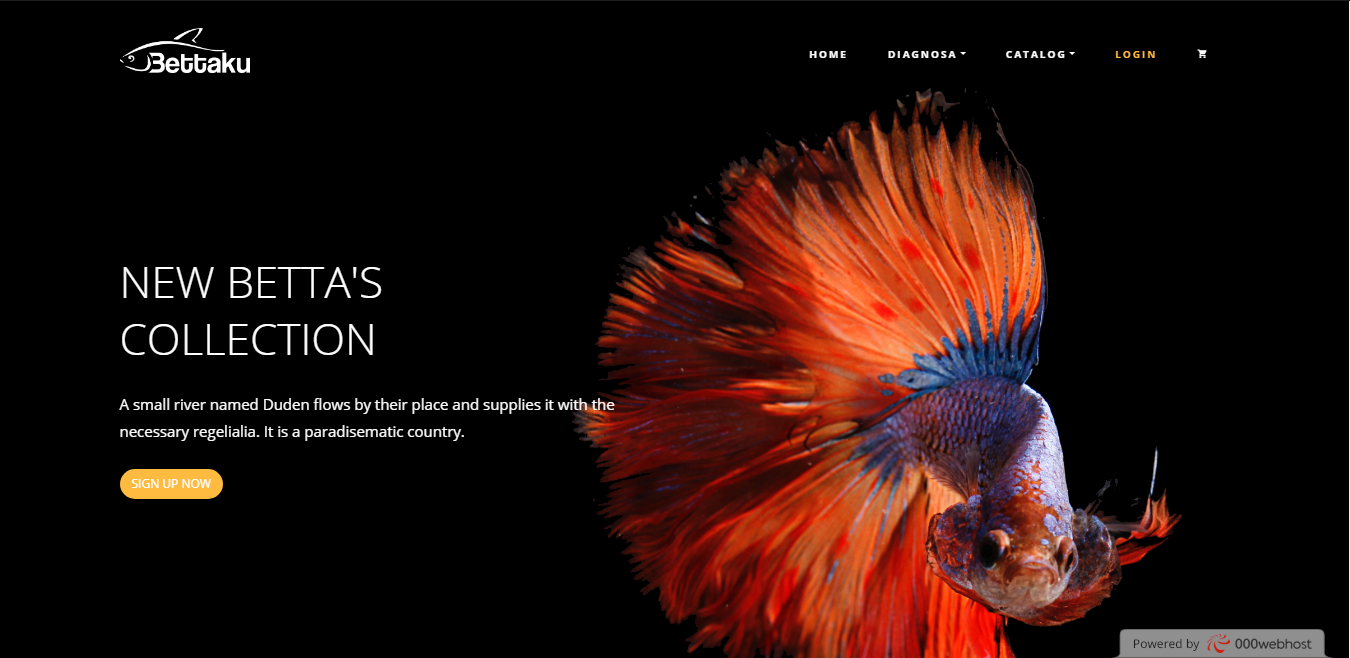 Bettaku
HOME DIAGNOSA CATALOG LOGIN
NEW BETTA'S
COLLECTION
A small river named Duden flows by their place and supplies it with the
necessary regelialia. It is a paradisematic country.
SIGN UP NOW
Powered by 000webhost